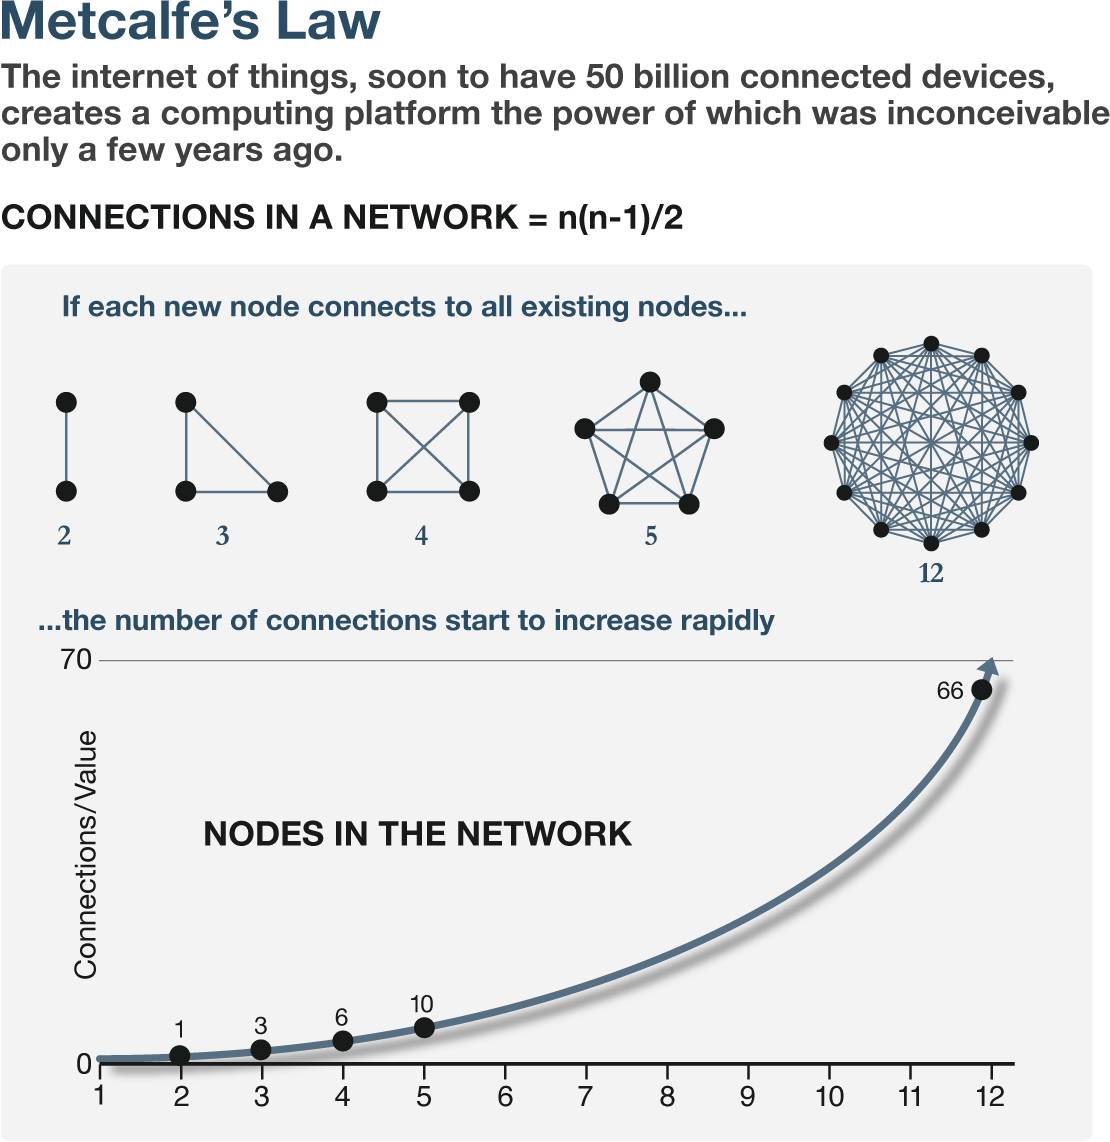 Metcalfe’s Law
The internet of things, soon to have 50 billion connected devices,
creates a computing platform the power of which was inconceivable
only a few years ago.
CONNECTIONS IN A NETWORK = n(n-1)/2
If each new node connects to all existing nodes...
2 3 4 5
12
...the number of connections start to increase rapidly
70
66
Connections/Value
NODES IN THE NETWORK
1 3 6 10
0
1 2 3 4 5 6 7 8 9 10 11 12